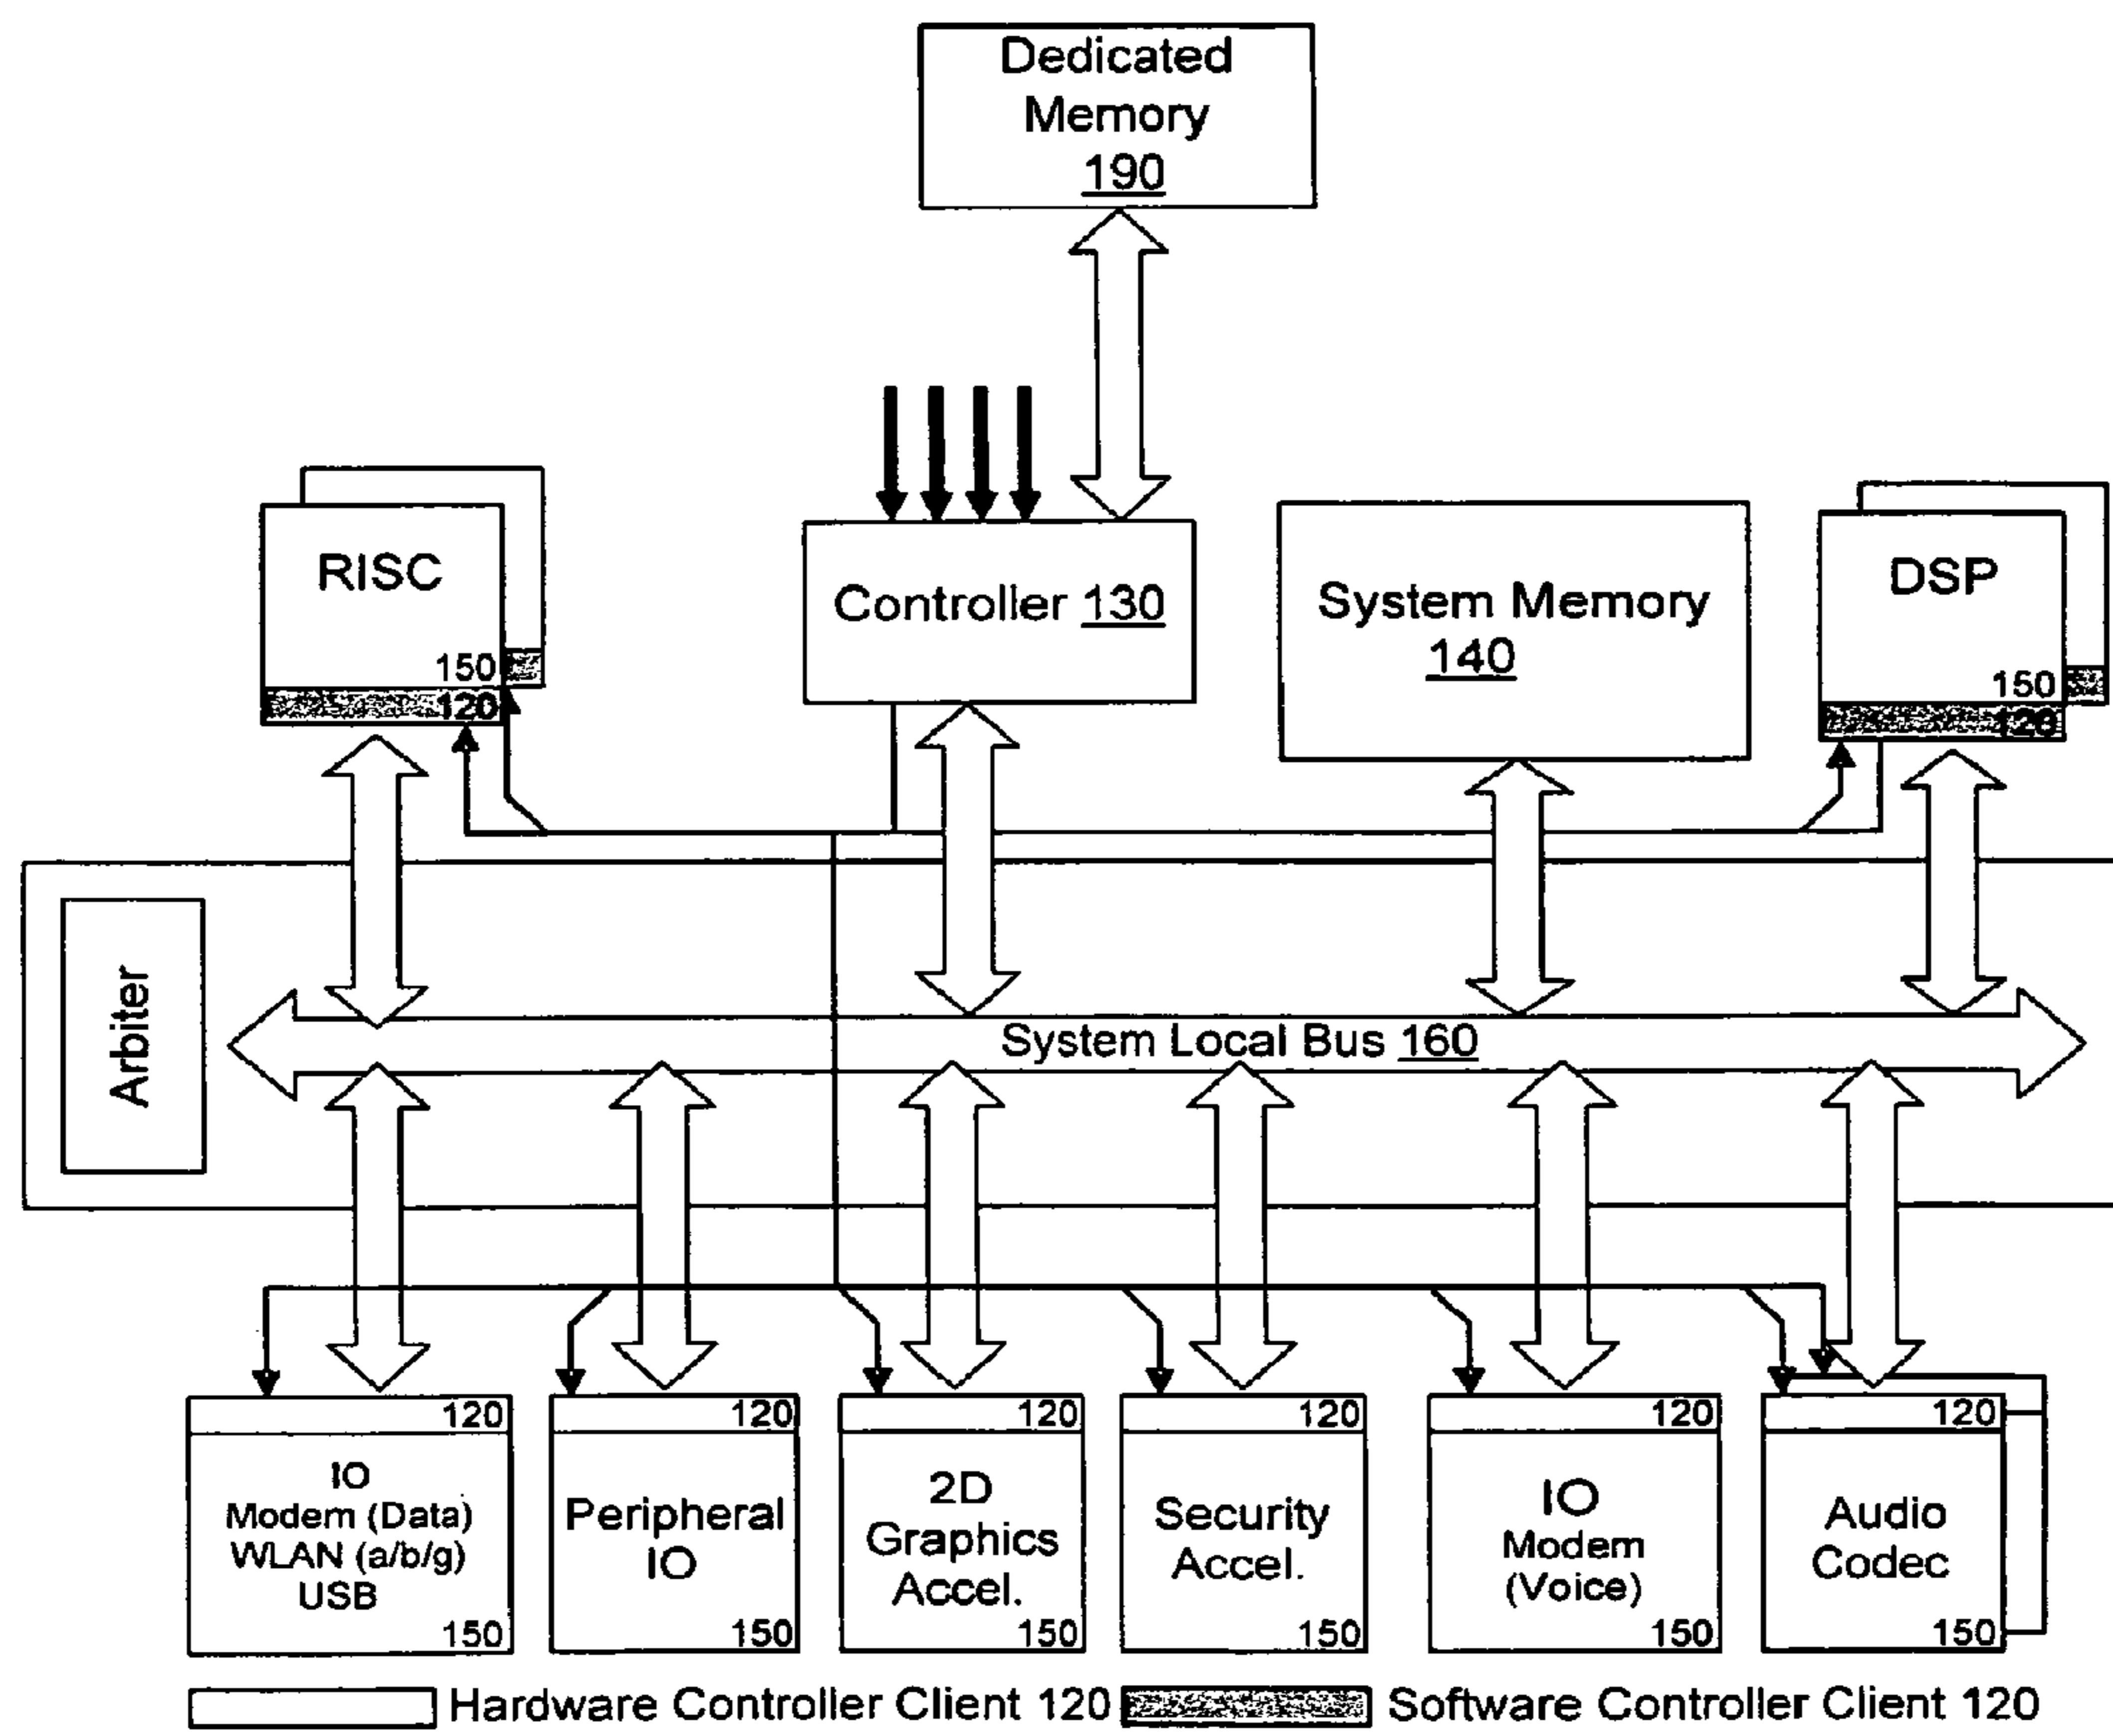 Dedicated
Memory
190
RISC
150
120
Controller 130
System Memory
140
DSP
150
120
Arbiter
System Local Bus 160
120
IO
Modem (Data)
WLAN (a/b/g)
USB
150
120
Peripheral
IO
150
120
2D
Graphics
Accel.
150
120
Security
Accel.
150
120
IO
Modem
(Voice)
150
120
Audio
Codec
150
Hardware Controller Client 120
Software Controller Client 120